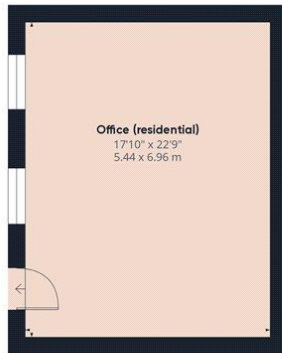 Office (residential)
17'10" x 22'9"
5.44 x 6.96 m